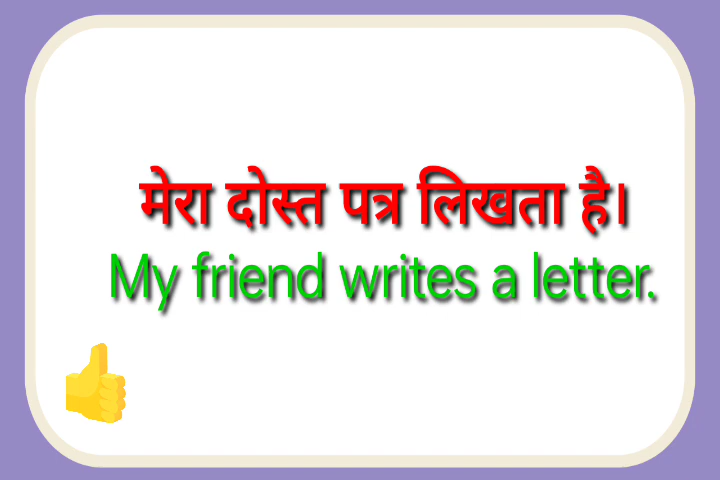 मेरा दोस्त पत्र लिखता है।
My friend writes a letter.